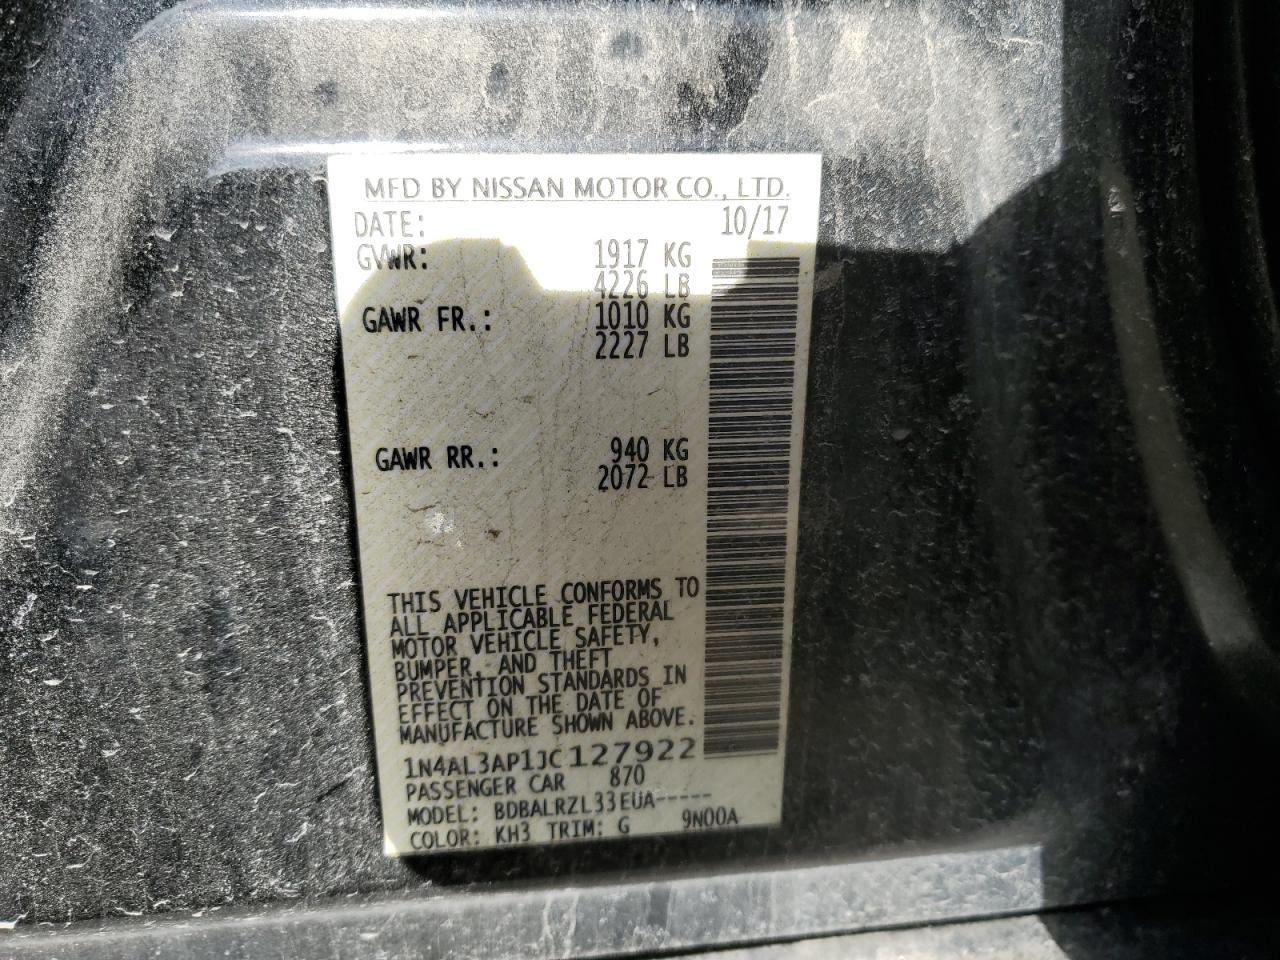 MFD BY NISSAN MOTOR CO., LTD.
DATE: 10/17
GVWR: 1917 KG
4226 LB
GAWR FR.: 1010 KG
2227 LB
GAWR RR.: 940 KG
2072 LB
THIS VEHICLE CONFORMS TO
ALL APPLICABLE FEDERAL
MOTOR VEHICLE SAFETY,
BUMPER, AND THEFT
PREVENTION STANDARDS IN
EFFECT ON THE DATE OF
MANUFACTURE SHOWN ABOVE.
1N4AL3AP1JC127922
PASSENGER CAR 870
MODEL: BDBALRZL33EUA-----
COLOR: KH3 TRIM: G 9N00A